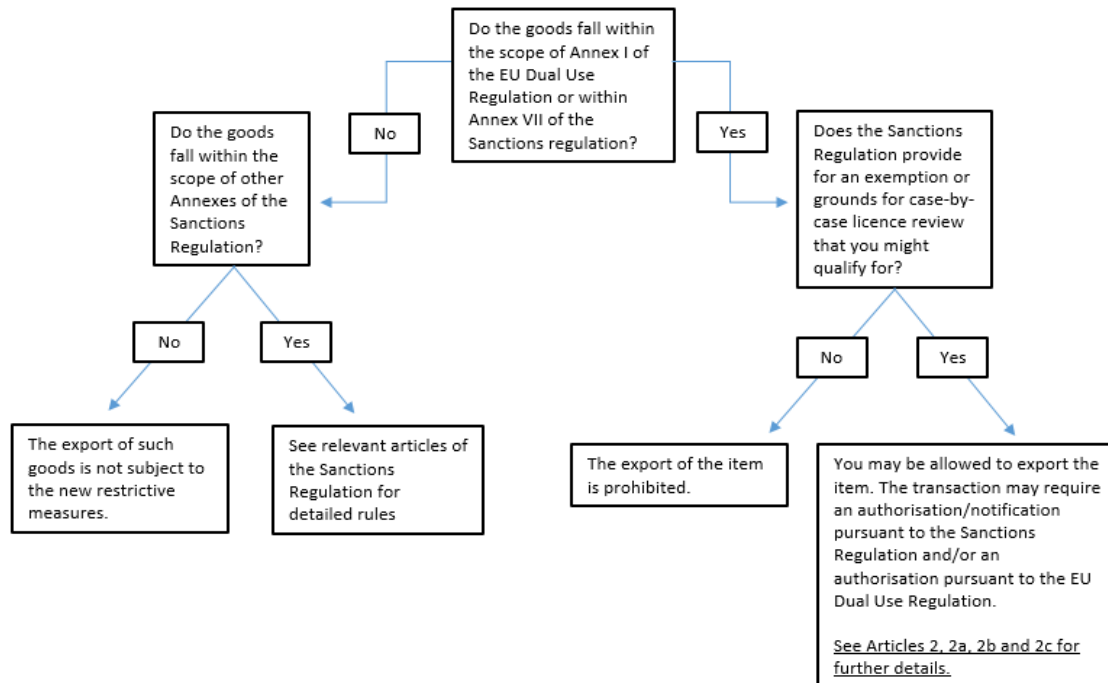 Do the goods fall within
the scope of Annex I of
the EU Dual Use
Regulation or within
Annex VII of the
Sanctions regulation?
No
Yes
Do the goods
fall within the
scope of other
Annexes of the
Sanctions
Regulation?
Does the Sanctions
Regulation provide
for an exemption or
grounds for case-by-
case licence review
that you might
qualify for?
No
Yes
No
Yes
The export of such
goods is not subject to
the new restrictive
measures.
See relevant articles of
the Sanctions
Regulation for
detailed rules
The export of the item
is prohibited.
You may be allowed to export the
item. The transaction may require
an authorisation/notification
pursuant to the Sanctions
Regulation and/or an
authorisation pursuant to the EU
Dual Use Regulation.
See Articles 2, 2a, 2b and 2c for
further details.